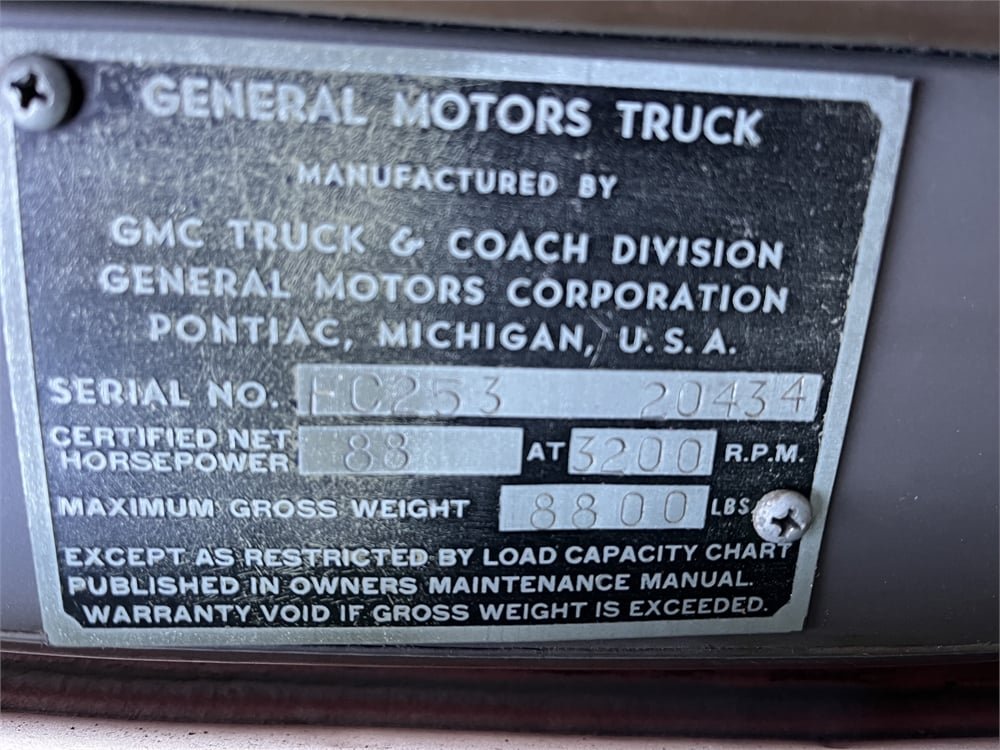 GENERAL MOTORS TRUCK
MANUFACTURED BY
GMC TRUCK & COACH DIVISION
GENERAL MOTORS CORPORATION
PONTIAC, MICHIGAN, U.S.A.
SERIAL NO. FC253 20434
CERTIFIED NET HORSEPOWER 88 AT 3200 R.P.M.
MAXIMUM GROSS WEIGHT 8800 LBS
EXCEPT AS RESTRICTED BY LOAD CAPACITY CHART
PUBLISHED IN OWNERS MAINTENANCE MANUAL.
WARRANTY VOID IF GROSS WEIGHT IS EXCEEDED.